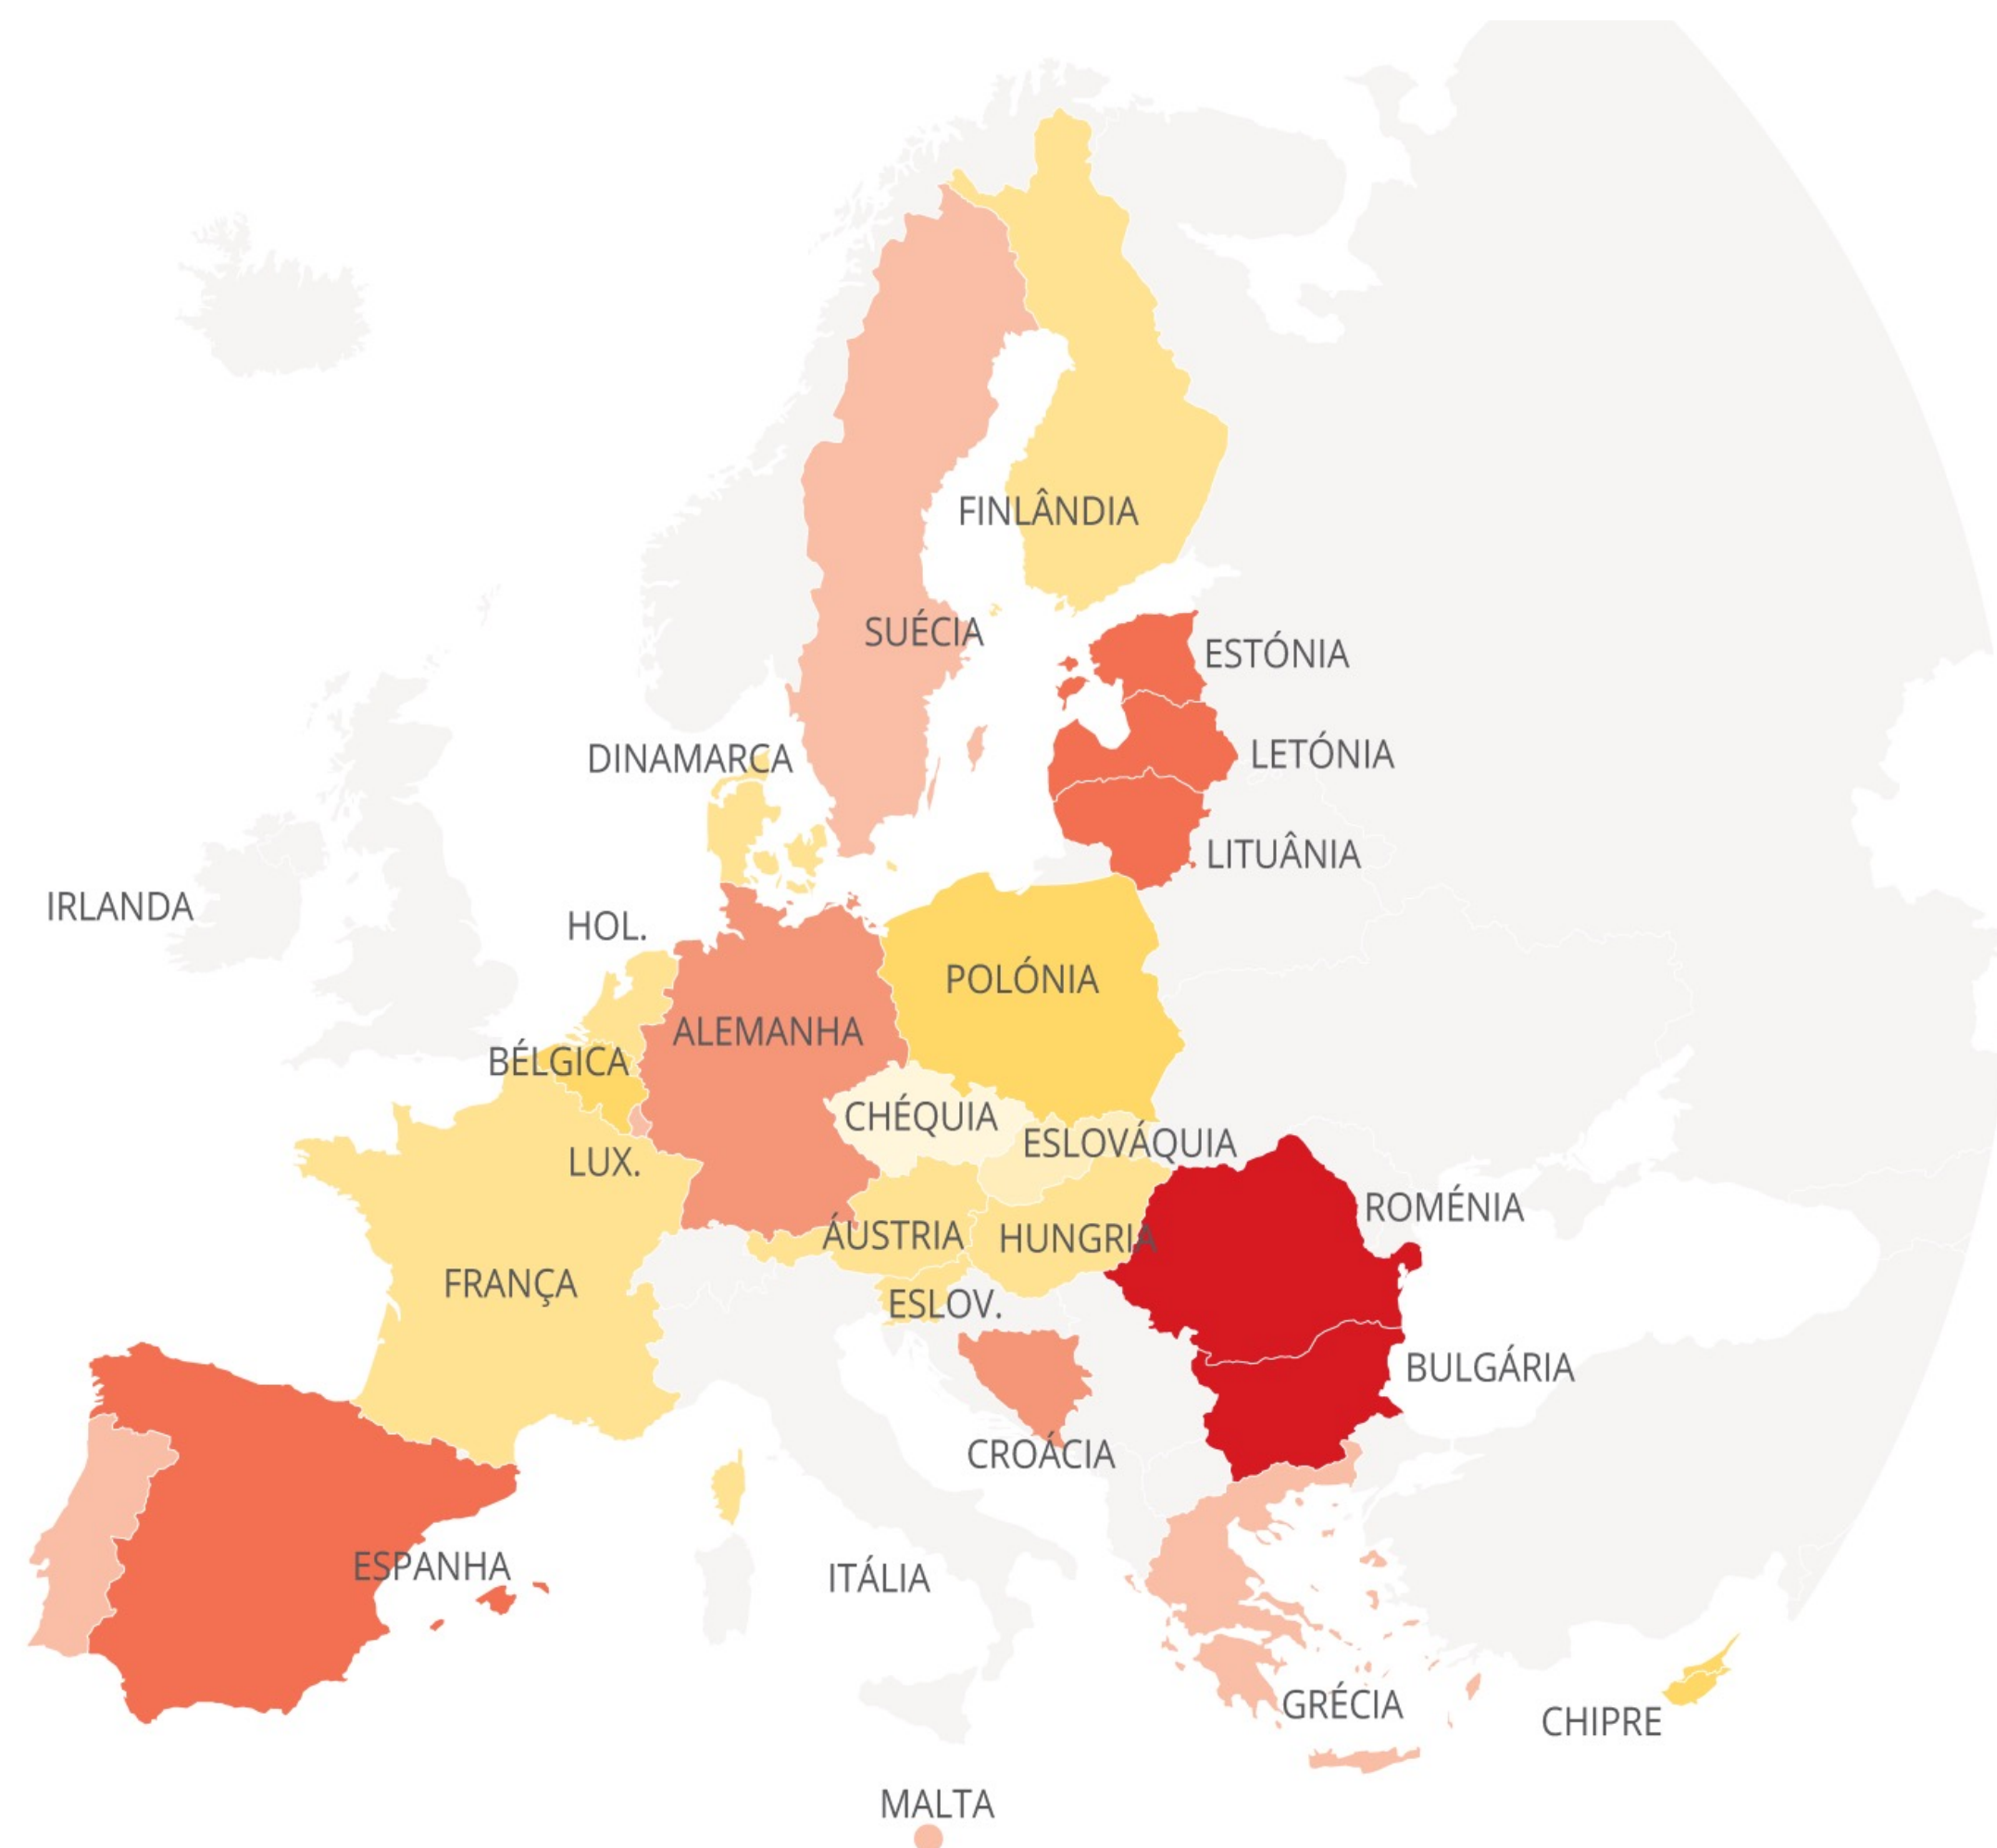 FINLÂNDIA
SUÉCIA
ESTÓNIA
LETÓNIA
DINAMARCA
LITUÂNIA
IRLANDA
HOL.
POLÓNIA
ALEMANHA
BÉLGICA
CHÉQUIA
ESLOVÁQUIA
LUX.
ROMÉNIA
ÁUSTRIA
HUNGRIA
FRANÇA
ESLOV.
BULGÁRIA
CROÁCIA
ESPANHA
ITÁLIA
GRÉCIA
CHIPRE
MALTA